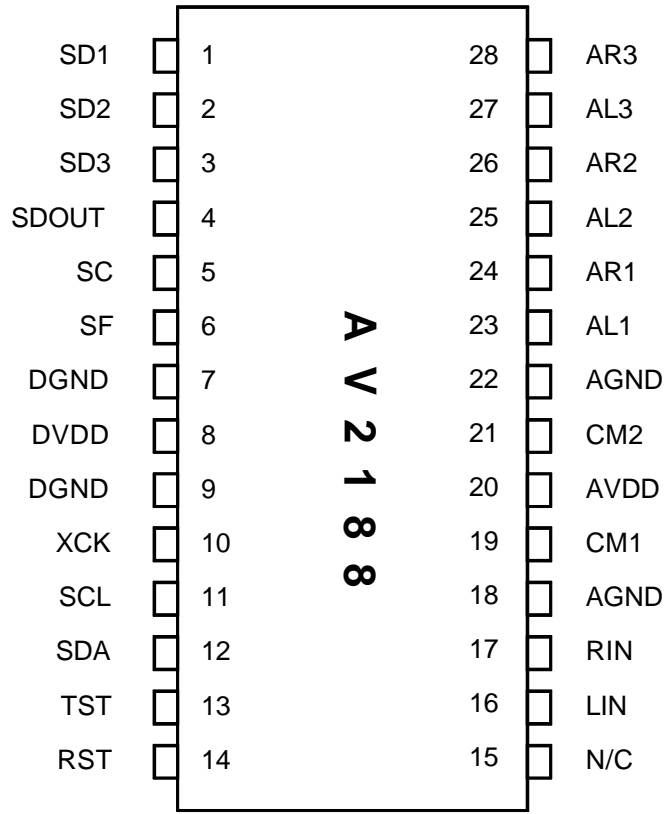 SD1 1 28 AR3
SD2 2 27 AL3
SD3 3 26 AR2
SDOUT 4 25 AL2
SC 5 24 AR1
SF 6 23 AL1
DGND 7 22 AGND
DVDD 8 21 CM2
DGND 9 20 AVDD
XCK 10 19 CM1
SCL 11 18 AGND
SDA 12 17 RIN
TST 13 16 LIN
RST 14 15 N/C
AV2188